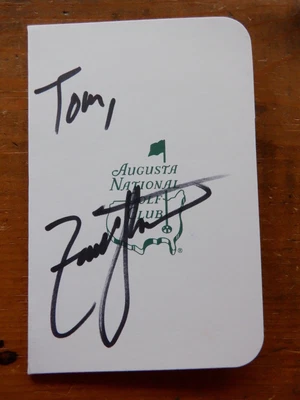 Tom,
AUGUSTA
NATIONAL
GOLF
CLUB
®